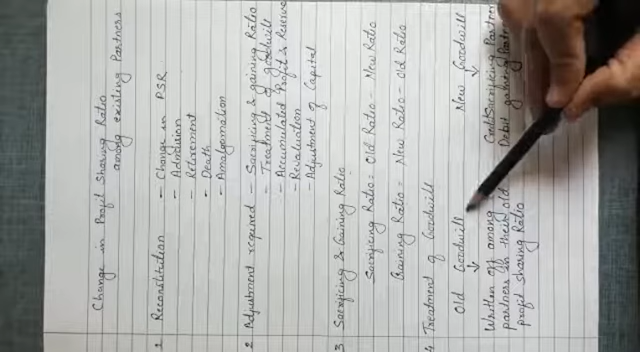 Change in Profit Sharing Ratio
among existing Partners
1 Reconstitution - Change in PSR
- Admission
- Retirement
- Death
- Amalgamation
2 Adjustment required - Sacrificing & gaining Ratio
- Treatment of goodwill
- Accumulated Profit & Reserve
- Revaluation
- Adjustment of Capital
3 Sacrificing & Gaining Ratio
Sacrificing Ratio = Old Ratio - New Ratio
Gaining Ratio = New Ratio - Old Ratio
4 Treatment of Goodwill
Old Goodwill New Goodwill
↓ ↓
Written off among Credit Sacrificing Partner
partners in their old Debit gaining
profit sharing Ratio